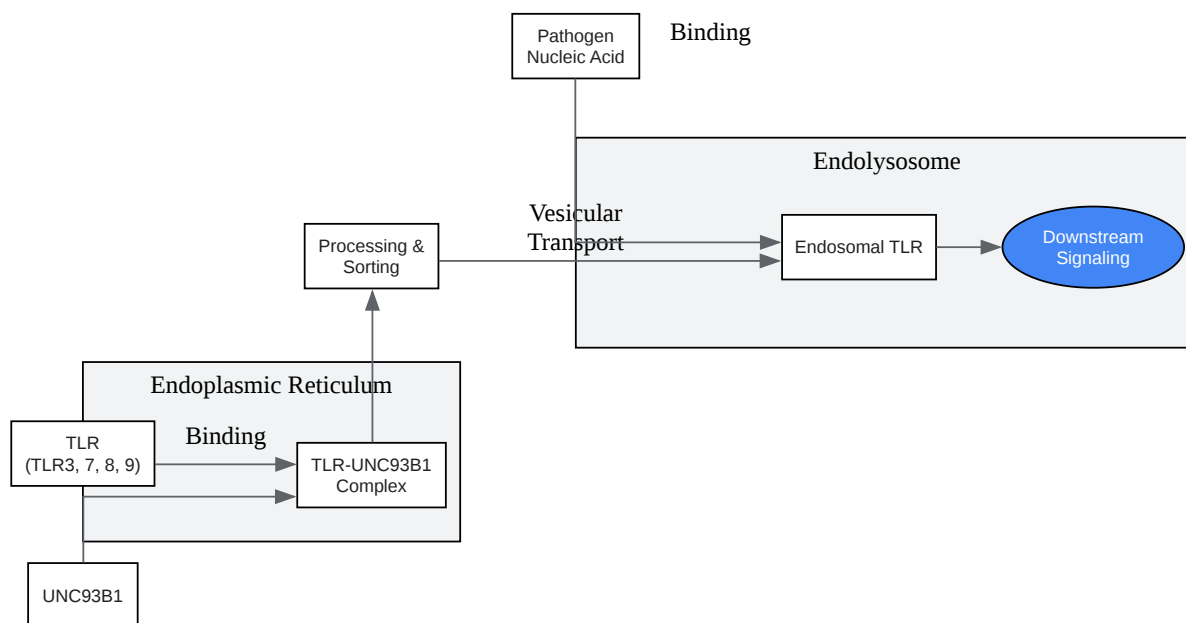 Pathogen
Nucleic Acid
Binding
Endolysosome
Vesicular
Transport
Processing &
Sorting
Endosomal TLR
Downstream
Signaling
Endoplasmic Reticulum
TLR
(TLR3, 7, 8, 9)
Binding
TLR-UNC93B1
Complex
UNC93B1